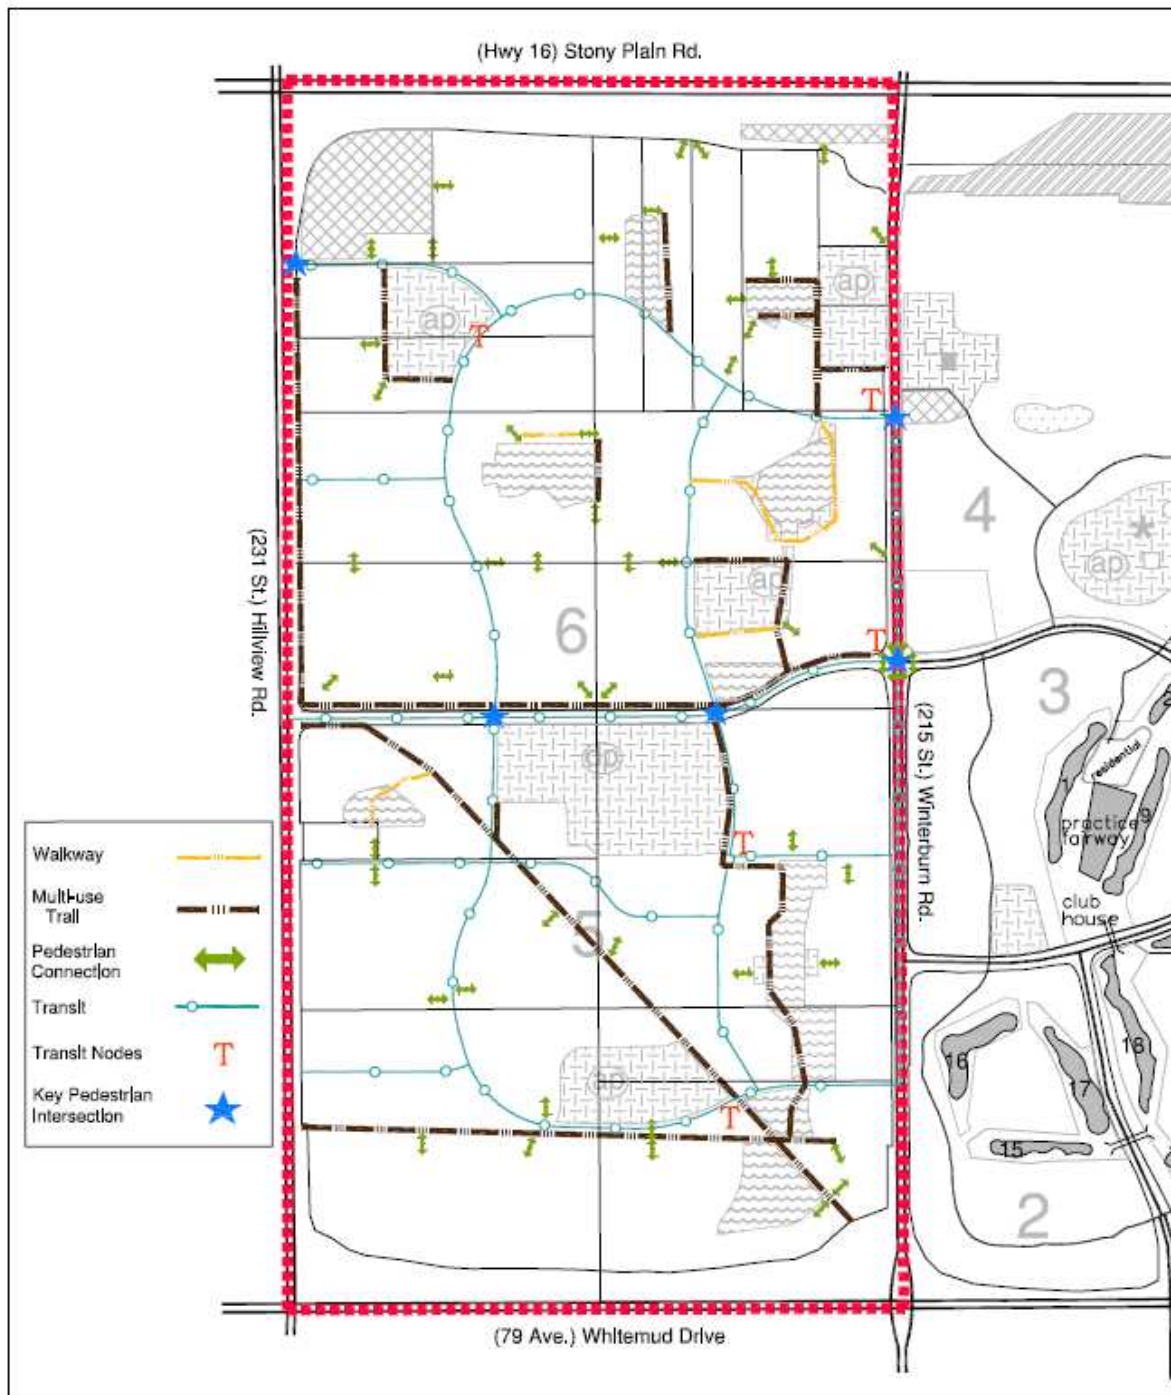 (Hwy 16) Stony Plain Rd.
ap
ap
T
T
4
*
ap
ap
(231 St.) Hillview Rd.
6
T
3
(215 St.) Winterburn Rd.
residential
ap
9
practice
fairway
T
club
house
Walkway
Multi-use
Trail
Pedestrian
Connection
Transit
Transit Nodes
T
Key Pedestrian
Intersection
5
16
17
18
ap
T
15
2
(79 Ave.) Whitemud Drive